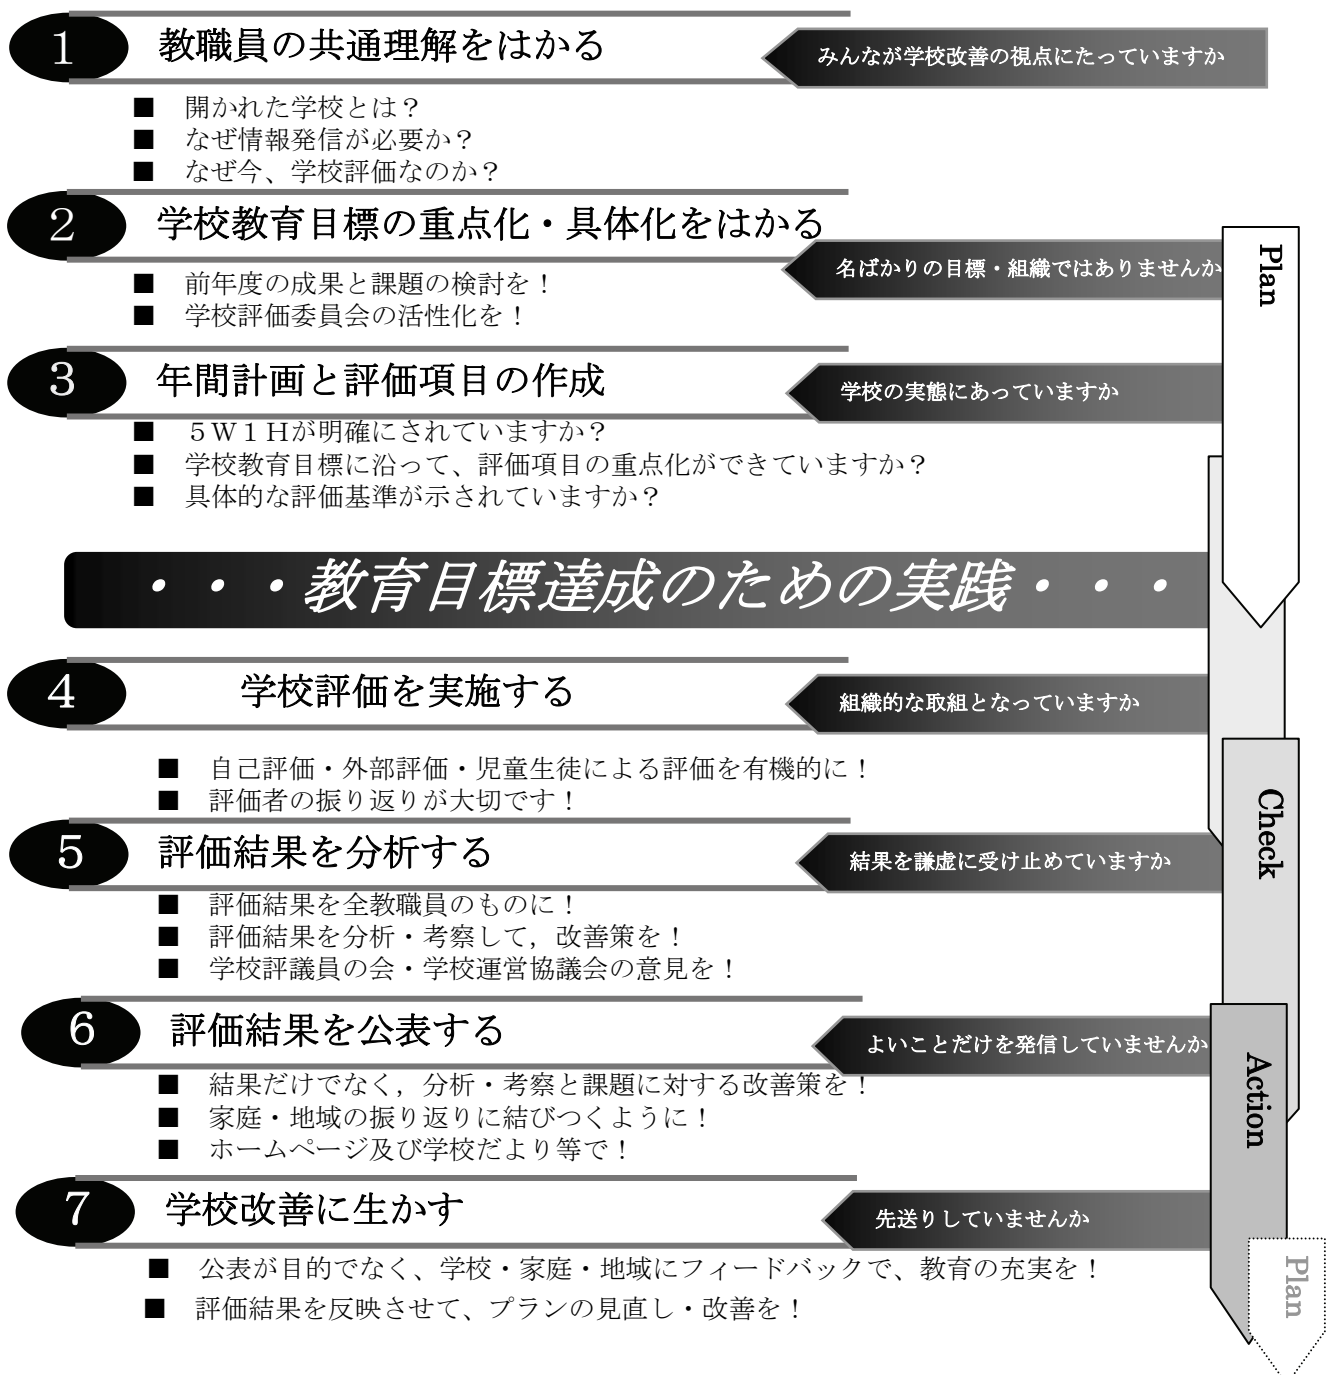 1 教職員の共通理解をはかる
みんなが学校改善の視点にたっていますか
■ 開かれた学校とは？
■ なぜ情報発信が必要か？
■ なぜ今、学校評価なのか？
2 学校教育目標の重点化・具体化をはかる
名ばかりの目標・組織ではありませんか
Plan
■ 前年度の成果と課題の検討を！
■ 学校評価委員会の活性化を！
3 年間計画と評価項目の作成
学校の実態にあっていますか
■ ５Ｗ１Ｈが明確にされていますか？
■ 学校教育目標に沿って、評価項目の重点化ができていますか？
■ 具体的な評価基準が示されていますか？
・・・教育目標達成のための実践・・・
4 学校評価を実施する
組織的な取組となっていますか
■ 自己評価・外部評価・児童生徒による評価を有機的に！
■ 評価者の振り返りが大切です！
Check
5 評価結果を分析する
結果を謙虚に受け止めていますか
■ 評価結果を全教職員のものに！
■ 評価結果を分析・考察して，改善策を！
■ 学校評議員の会・学校運営協議会の意見を！
6 評価結果を公表する
よいことだけを発信していませんか
■ 結果だけでなく，分析・考察と課題に対する改善策を！
■ 家庭・地域の振り返りに結びつくように！
■ ホームページ及び学校だより等で！
Action
7 学校改善に生かす
先送りしていませんか
■ 公表が目的でなく、学校・家庭・地域にフィードバックで、教育の充実を！
■ 評価結果を反映させて、プランの見直し・改善を！
Plan